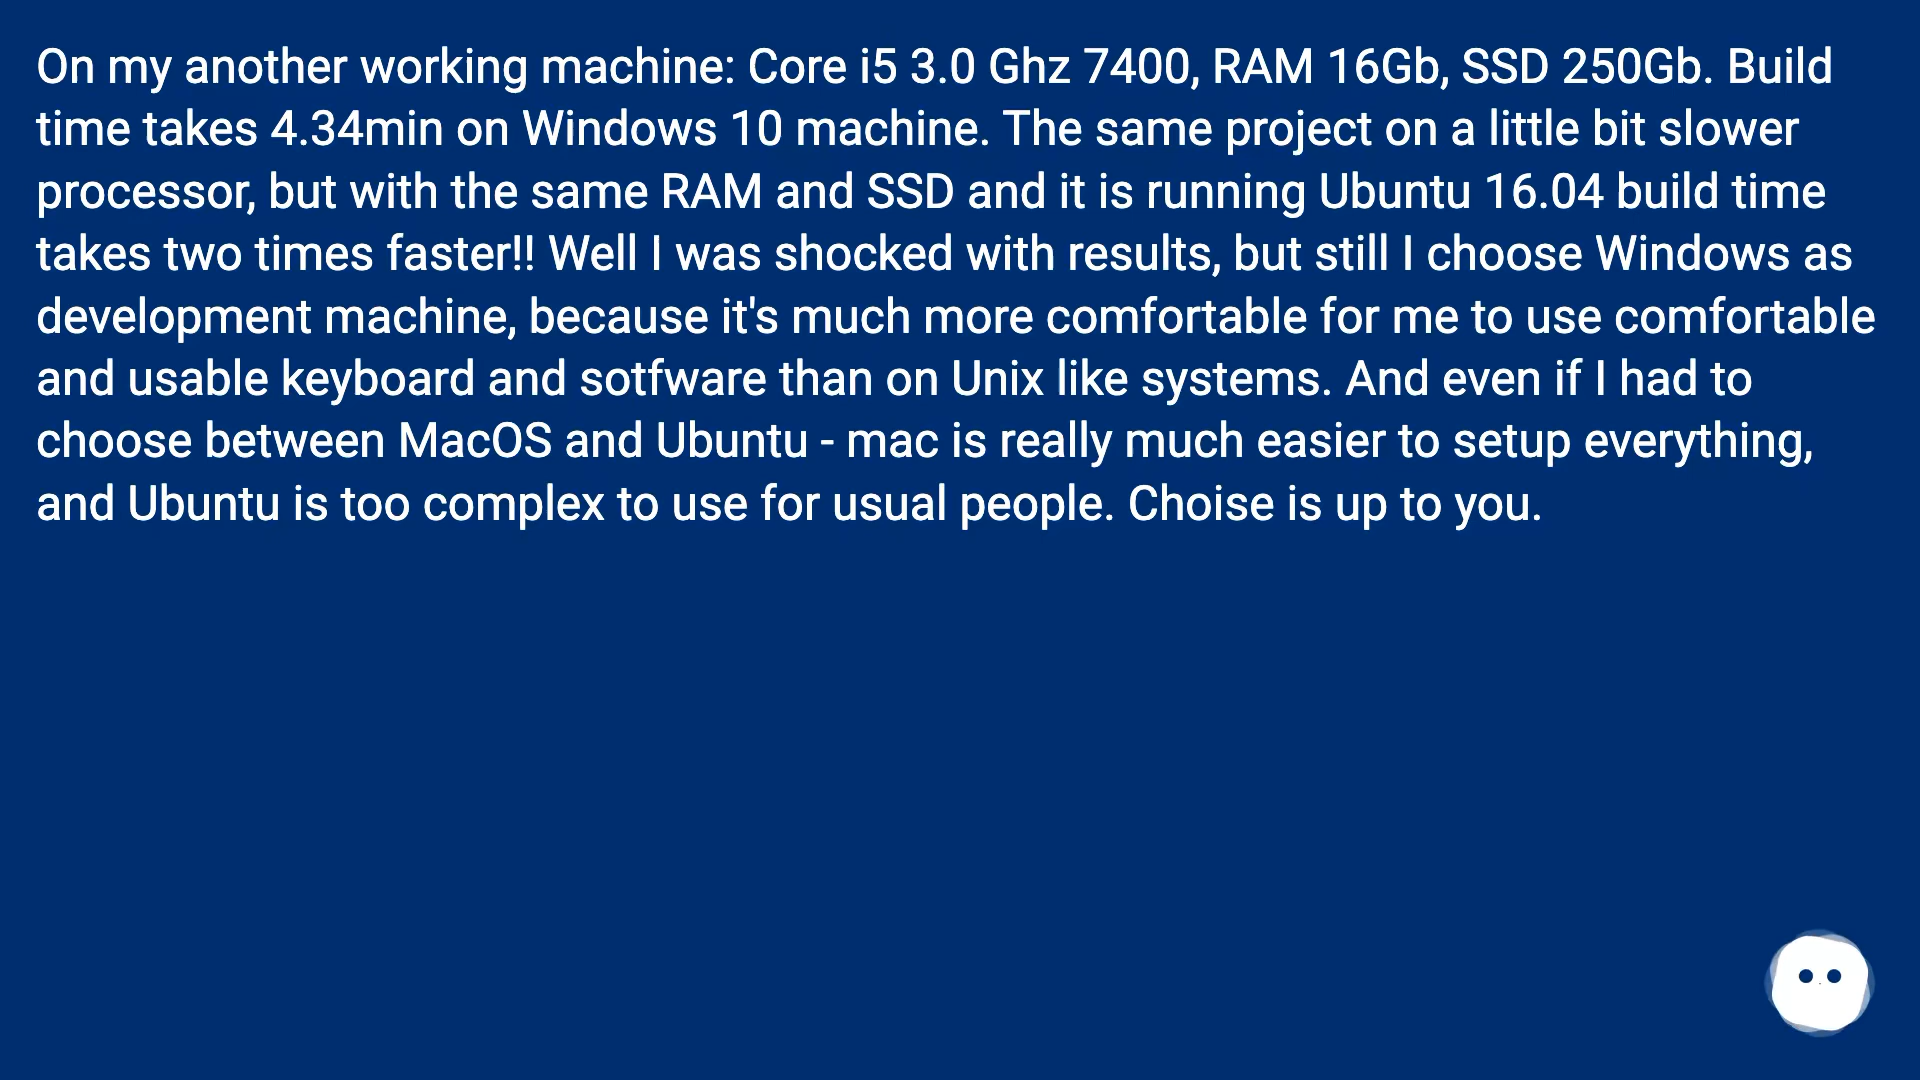 On my another working machine: Core i5 3.0 Ghz 7400, RAM 16Gb, SSD 250Gb. Build
time takes 4.34min on Windows 10 machine. The same project on a little bit slower
processor, but with the same RAM and SSD and it is running Ubuntu 16.04 build time
takes two times faster!! Well I was shocked with results, but still I choose Windows as
development machine, because it's much more comfortable for me to use comfortable
and usable keyboard and sotfware than on Unix like systems. And even if I had to
choose between MacOS and Ubuntu - mac is really much easier to setup everything,
and Ubuntu is too complex to use for usual people. Choise is up to you.